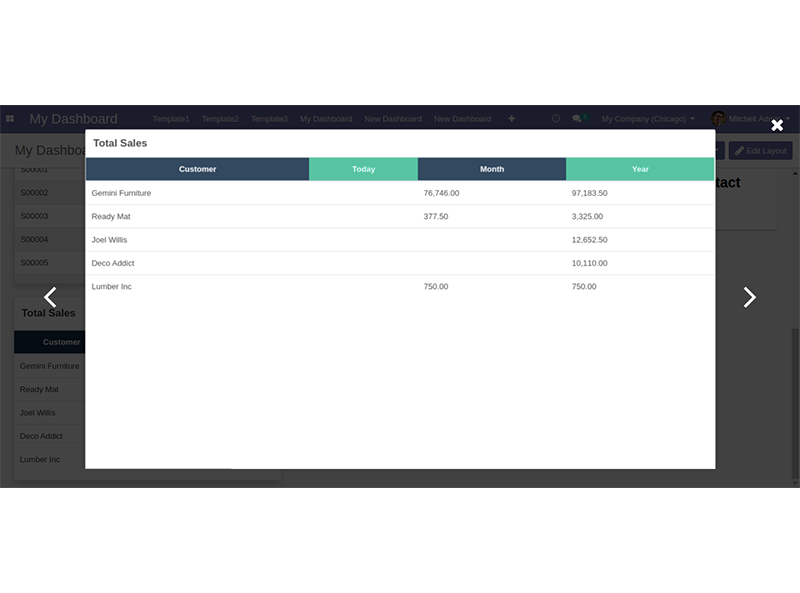 My Dashboard Template1 Template2 Template3 My Dashboard New Dashboard New Dashboard My Company (Chicago) Mitchell
My Edit Layout
Total Sales
Customer Today Month Year
Gemini Furniture 76,746.00 97,183.50
Ready Mat 377.50 3,325.00
Joel Willis 12,652.50
Deco Addict 10,110.00
Lumber Inc 750.00 750.00
S00001
S00002
S00003
S00004
S00005
Total Sales
Customer
Gemini Furniture
Ready Mat
Joel Willis
Deco Addict
Lumber Inc